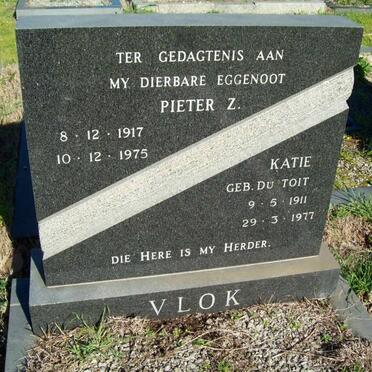 TER GEDAGTENIS AAN
MY DIERBARE EGGENOOT
PIETER Z.
8 · 12 · 1917
10 · 12 · 1975
KATIE
GEB. DU TOIT
9 · 5 · 1911
29 · 3 · 1977
DIE HERE IS MY HERDER.
VLOK